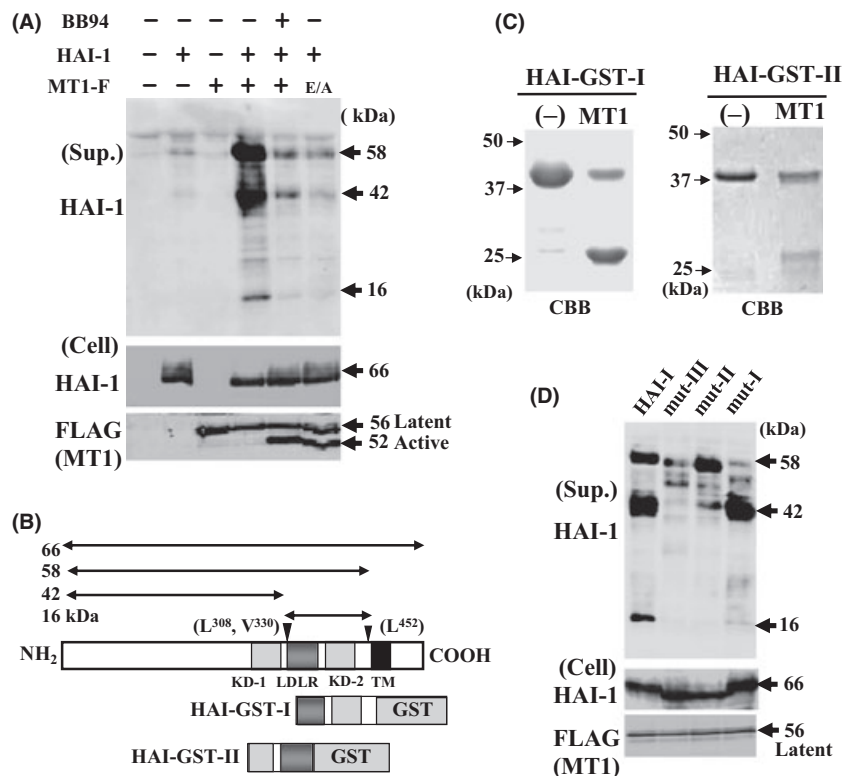 (A)
BB94 – – – – + –
HAI-1 – + – + + +
MT1-F – – + + + E/A
( kDa)
(Sup.)
HAI-1
58
42
16
(Cell)
HAI-1
66
FLAG
(MT1)
56 Latent
52 Active
(B)
66
58
42
16 kDa
(L308, V330)
(L452)
NH2
COOH
KD-1 LDLR KD-2 TM
HAI-GST-I
GST
HAI-GST-II
GST
(C)
HAI-GST-I
(–) MT1
50
37
25
(kDa)
CBB
HAI-GST-II
(–) MT1
50
37
25
(kDa)
CBB
(D)
HAI-I mut-III mut-II mut-I
(kDa)
(Sup.)
HAI-1
58
42
16
(Cell)
HAI-1
66
FLAG
(MT1)
56
Latent